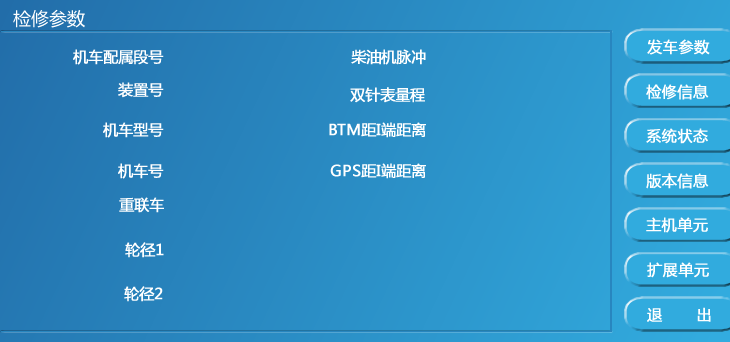 检修参数
机车配属段号
装置号
机车型号
机车号
重联车
轮径1
轮径2
柴油机脉冲
双针表量程
BTM距I端距离
GPS距I端距离
发车参数
检修信息
系统状态
版本信息
主机单元
扩展单元
退 出